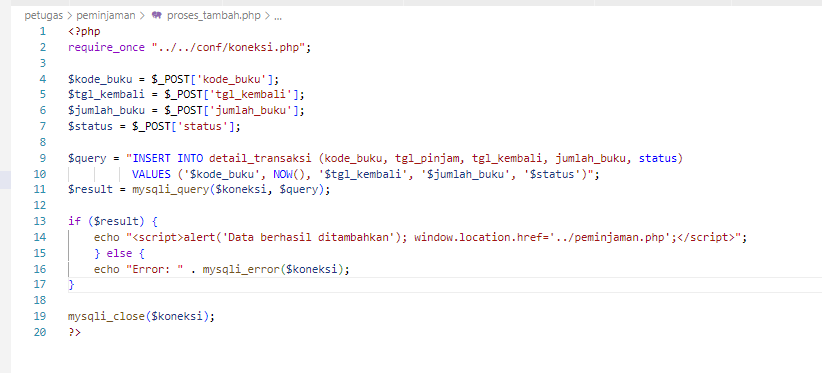 petugas > peminjaman > proses_tambah.php > ...
1 <?php
2 require_once "../../conf/koneksi.php";
3
4 $kode_buku = $_POST['kode_buku'];
5 $tgl_kembali = $_POST['tgl_kembali'];
6 $jumlah_buku = $_POST['jumlah_buku'];
7 $status = $_POST['status'];
8
9 $query = "INSERT INTO detail_transaksi (kode_buku, tgl_pinjam, tgl_kembali, jumlah_buku, status)
10 VALUES ('$kode_buku', NOW(), '$tgl_kembali', '$jumlah_buku', '$status')";
11 $result = mysqli_query($koneksi, $query);
12
13 if ($result) {
14 echo "<script>alert('Data berhasil ditambahkan'); window.location.href='../peminjaman.php';</script>";
15 } else {
16 echo "Error: " . mysqli_error($koneksi);
17 }
18
19 mysqli_close($koneksi);
20 ?>